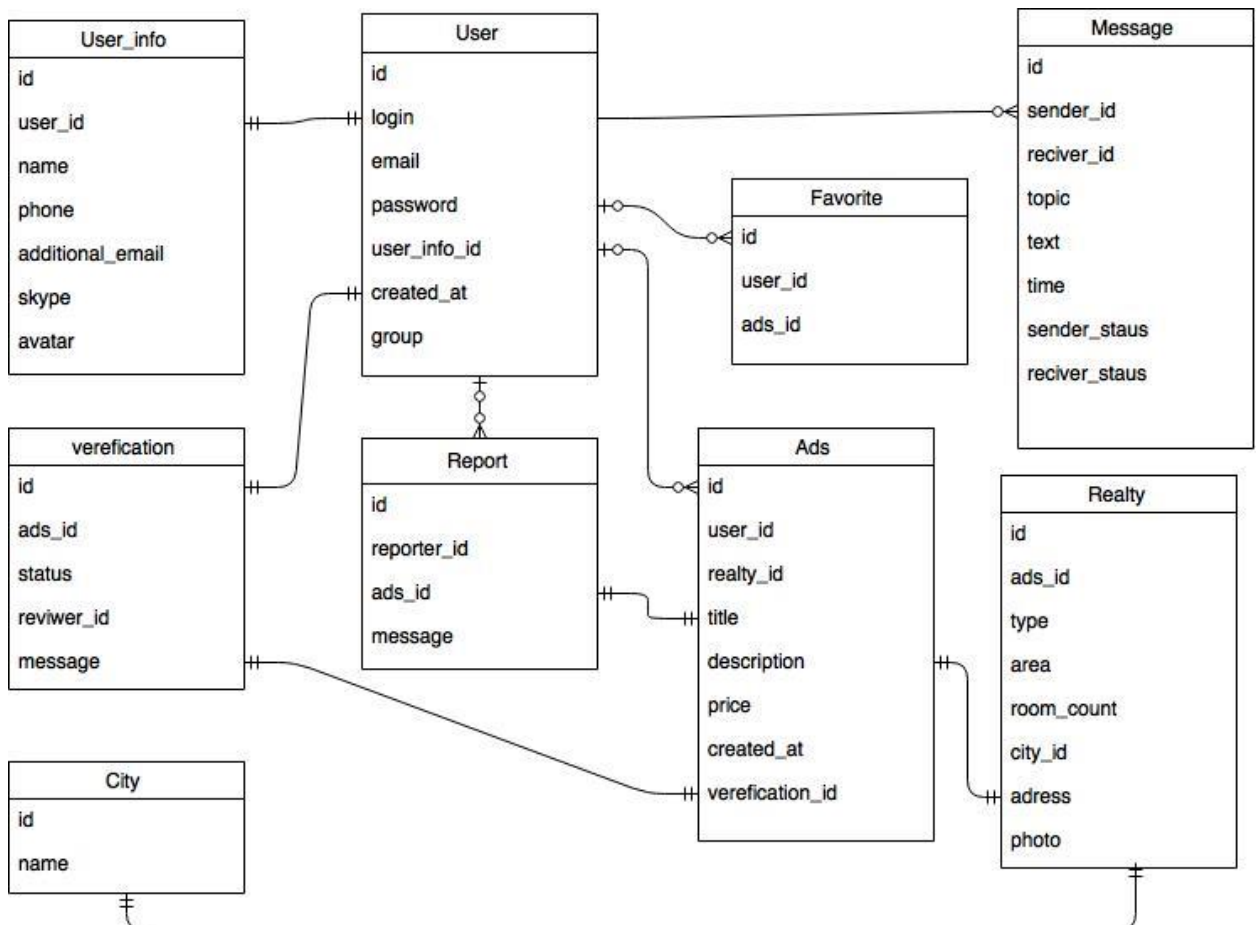 User_info
id
user_id
name
phone
additional_email
skype
avatar
User
id
login
email
password
user_info_id
created_at
group
Message
id
sender_id
reciver_id
topic
text
time
sender_staus
reciver_staus
Favorite
id
user_id
ads_id
verefication
id
ads_id
status
reviwer_id
message
Report
id
reporter_id
ads_id
message
Ads
id
user_id
realty_id
title
description
price
created_at
verefication_id
Realty
id
ads_id
type
area
room_count
city_id
adress
photo
City
id
name